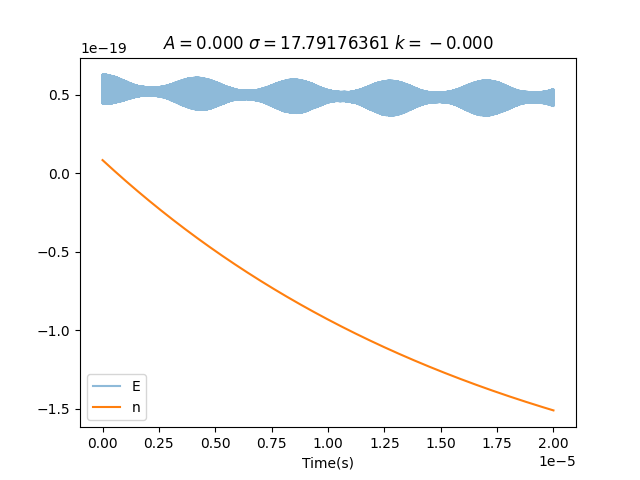 A = 0.000 σ = 17.79176361 k = −0.000
1e−19
0.5
0.0
−0.5
−1.0
−1.5
E
n
0.00 0.25 0.50 0.75 1.00 1.25 1.50 1.75 2.00
1e−5
Time(s)